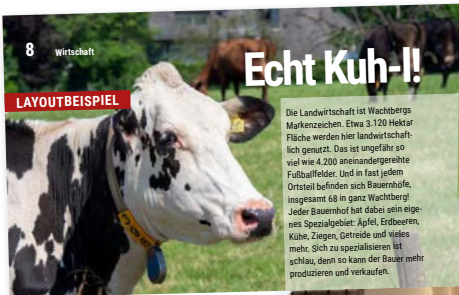 8 Wirtschaft
Echt Kuh-l!
LAYOUTBEISPIEL
Die Landwirtschaft ist Wachtbergs
Markenzeichen. Etwa 3.120 Hektar
Fläche werden hier landwirtschaft-
lich genutzt. Das ist ungefähr so
viel wie 4.200 aneinandergereihte
Fußballfelder. Und in fast jedem
Ortsteil befinden sich Bauernhöfe,
insgesamt 68 in ganz Wachtberg!
Jeder Bauernhof hat dabei sein eige-
nes Spezialgebiet: Äpfel, Erdbeeren,
Kühe, Ziegen, Getreide und vieles
mehr. Sich zu spezialisieren ist
schlau, denn so kann der Bauer mehr
produzieren und verkaufen.